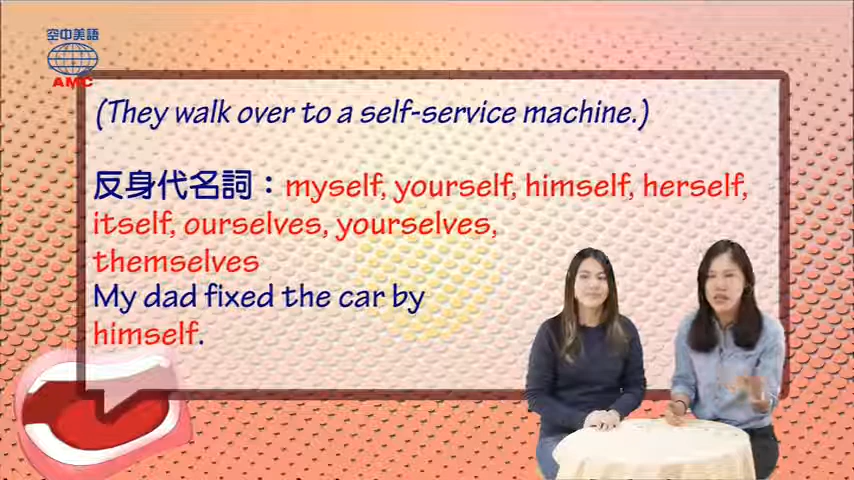 空中美語
AMC
(They walk over to a self-service machine.)
反身代名詞：myself, yourself, himself, herself,
itself, ourselves, yourselves,
themselves
My dad fixed the car by
himself.